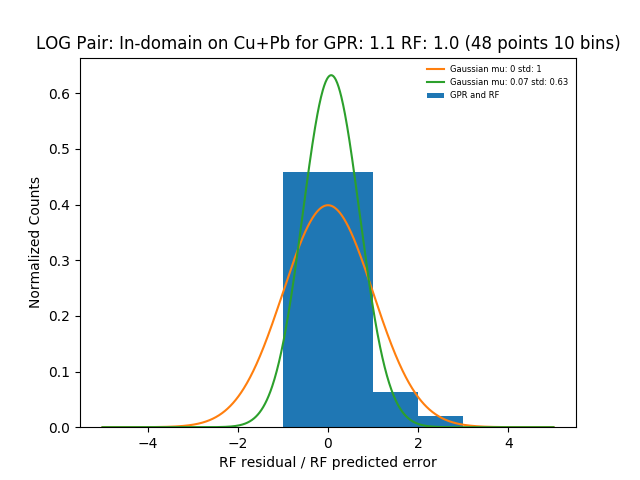 LOG Pair: In-domain on Cu+Pb for GPR: 1.1 RF: 1.0 (48 points 10 bins)
Gaussian mu: 0 std: 1
Gaussian mu: 0.07 std: 0.63
GPR and RF
Normalized Counts
0.6
0.5
0.4
0.3
0.2
0.1
0.0
−4
−2
0
2
4
RF residual / RF predicted error